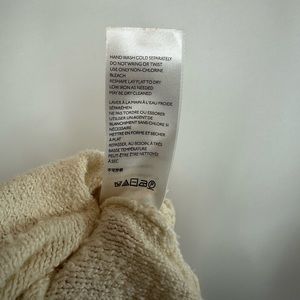 HAND WASH COLD SEPARATELY
DO NOT WRING OR TWIST
USE ONLY NON-CHLORINE
BLEACH
RESHAPE LAY FLAT TO DRY
LOW IRON AS NEEDED
MAY BE DRY CLEANED
LAVER À LA MAIN À L'EAU FROIDE
SÉPARÉMENT
NE PAS TORDRE OU ESSORER
UTILISER UN AGENT DE
BLANCHIMENT SANS CHLORE SI
NÉCESSAIRE
METTRE EN FORME ET SÉCHER
À PLAT
REPASSER, AU BESOIN, À TRÈS
BASSE TEMPÉRATURE
PEUT-ÊTRE ÊTRE NETTOYÉE
À SEC